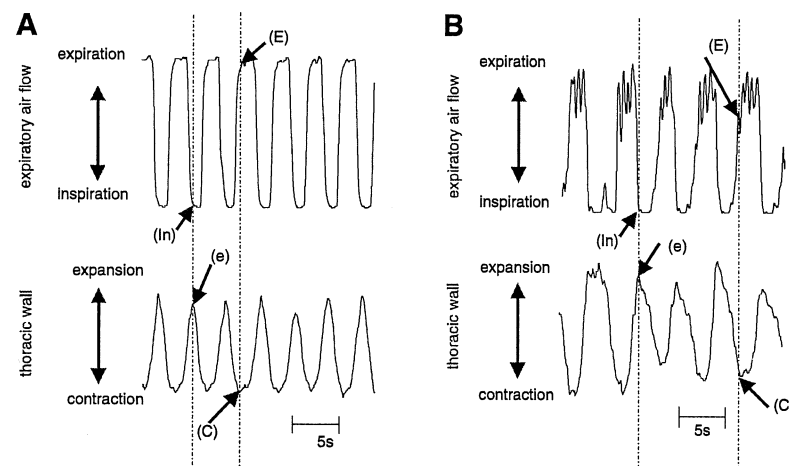 A
expiration
expiratory air flow
inspiration
(E)
(In)
expansion
thoracic wall
contraction
(e)
(C)
5s
B
expiration
expiratory air flow
inspiration
(E)
(In)
expansion
thoracic wall
contraction
(e)
(C
5s